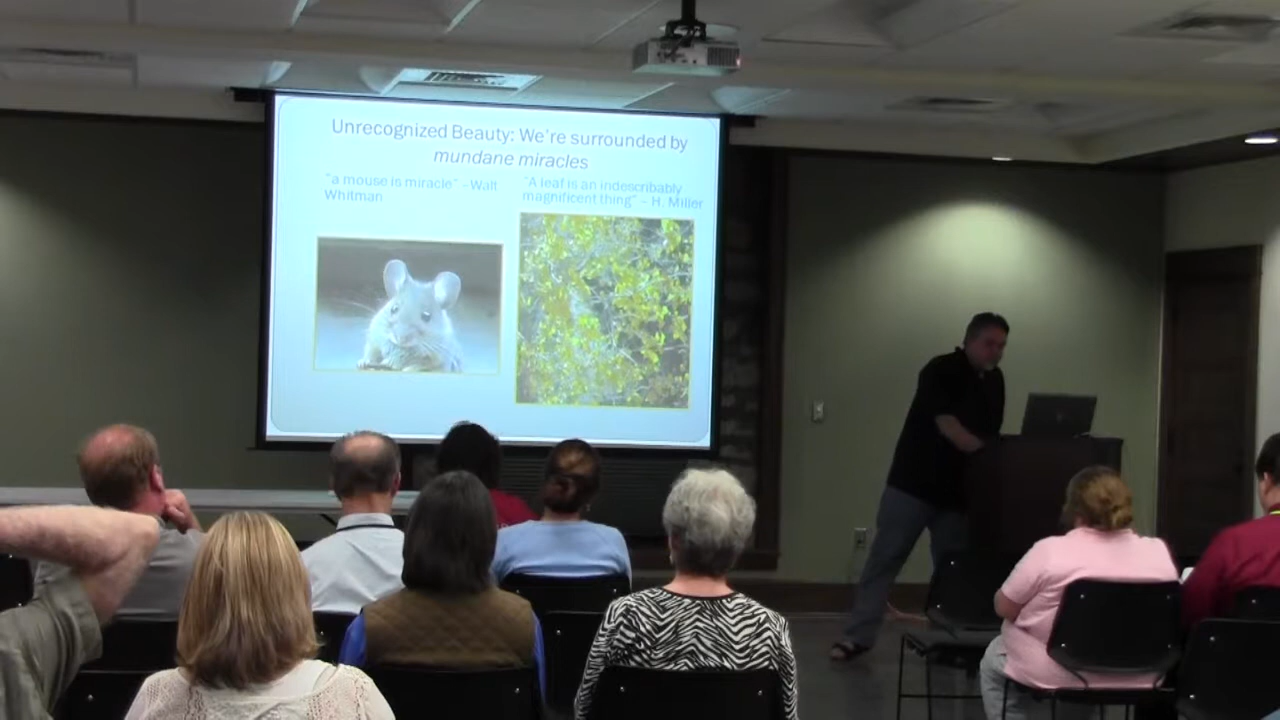 Unrecognized Beauty: We're surrounded by
mundane miracles
"a mouse is miracle" –Walt
Whitman
"A leaf is an indescribably
magnificent thing" – H. Miller